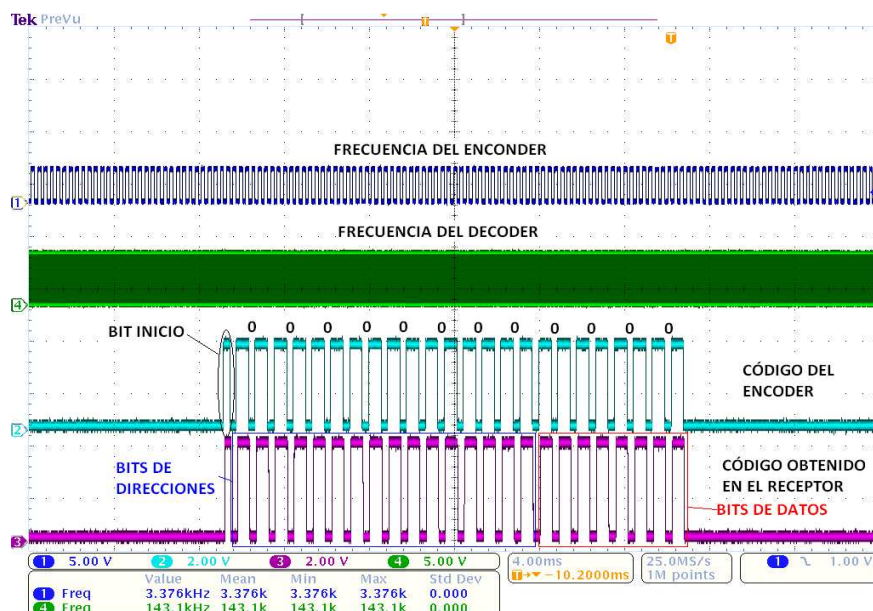 Tek PreVu
T
T
FRECUENCIA DEL ENCONDER
1
FRECUENCIA DEL DECODER
4
BIT INICIO
0 0 0 0 0 0 0 0 0 0 0 0
CÓDIGO DEL
ENCODER
2
BITS DE
DIRECCIONES
CÓDIGO OBTENIDO
EN EL RECEPTOR
BITS DE DATOS
3
1 5.00 V 2 2.00 V 3 2.00 V 4 5.00 V
4.00ms 25.0MS/s 1 1.00 V
T→▼ −10.2000ms 1M points
Value Mean Min Max Std Dev
1 Freq 3.376kHz 3.376k 3.376k 3.376k 0.000
4 Freq 143.1kHz 143.1k 143.1k 143.1k 0.000